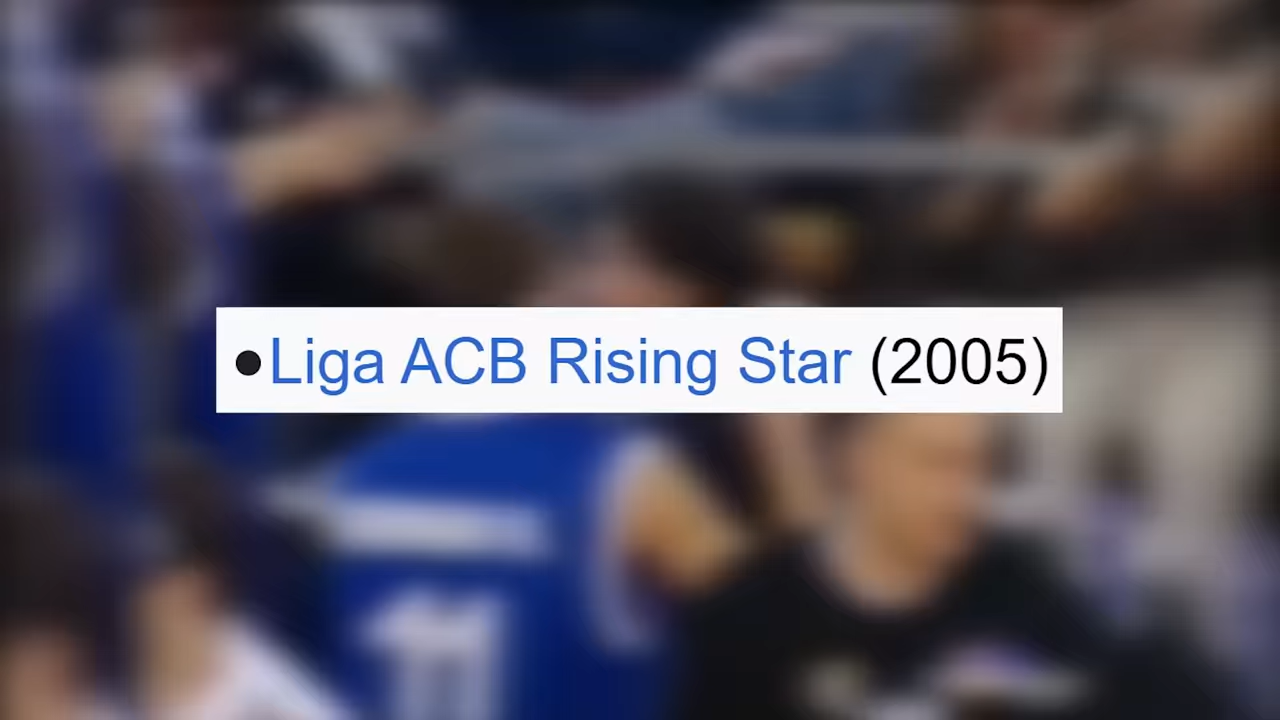 •Liga ACB Rising Star (2005)